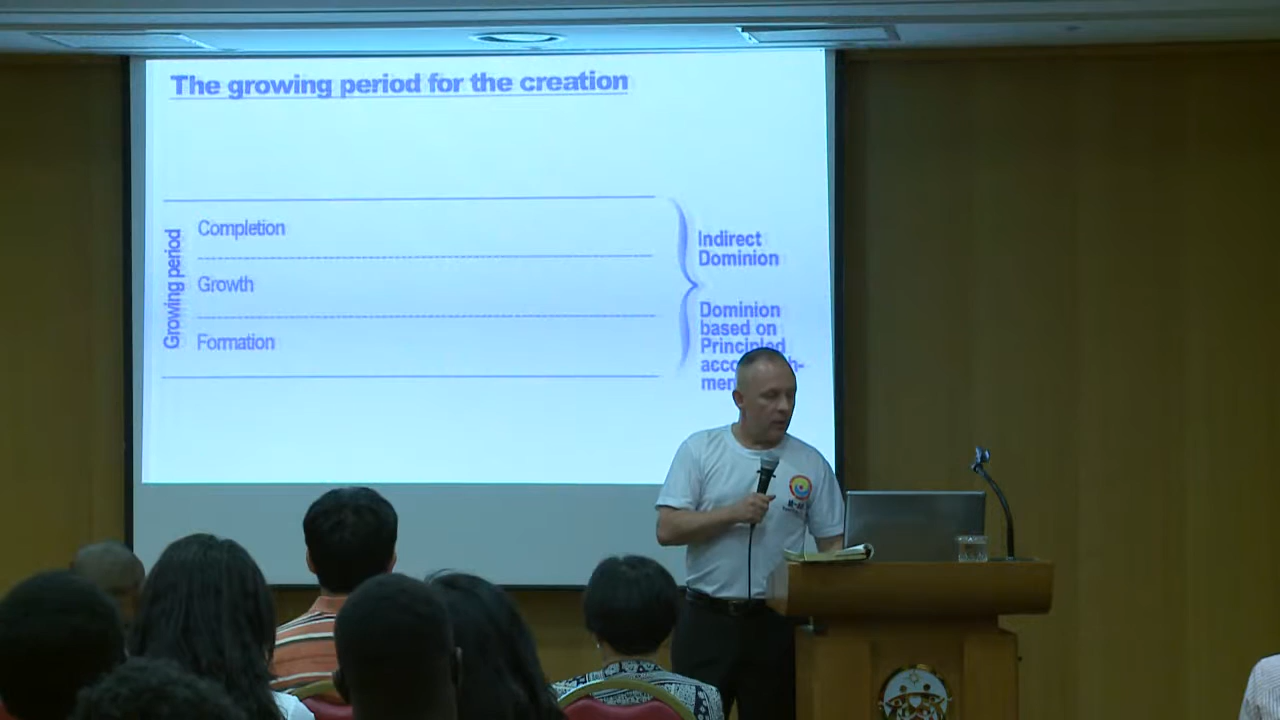 The growing period for the creation
Growing period
Completion
Growth
Formation
Indirect
Dominion
Dominion
based on
Principled